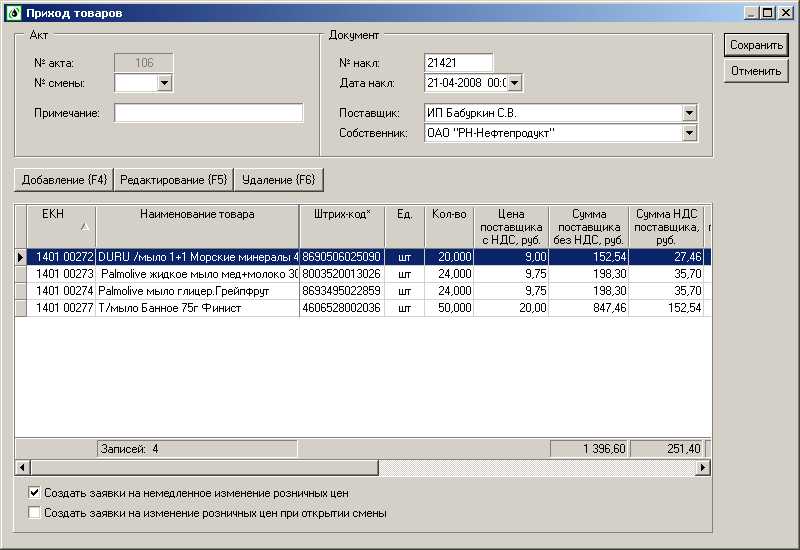 Приход товаров
Акт
№ акта: 106
№ смены:
Примечание:
Документ
№ накл: 21421
Дата накл: 21-04-2008 00:0
Поставщик: ИП Бабуркин С.В.
Собственник: ОАО "РН-Нефтепродукт"
Сохранить
Отменить
Добавление {F4} Редактирование {F5} Удаление {F6}
ЕКН Наименование товара Штрих-код* Ед. Кол-во Цена поставщика с НДС, руб. Сумма поставщика без НДС, руб. Сумма НДС поставщика, руб.
1401 00272 DURU /мыло 1+1 Морские минералы 4 8690506025090 шт 20,000 9,00 152,54 27,46
1401 00273 Palmolive жидкое мыло мед+молоко 30 8003520013026 шт 24,000 9,75 198,30 35,70
1401 00274 Palmolive мыло глицер.Грейпфрут 8693495022859 шт 24,000 9,75 198,30 35,70
1401 00277 Т/мыло Банное 75г Финист 4606528002036 шт 50,000 20,00 847,46 152,54
Записей: 4 1 396,60 251,40
Создать заявки на немедленное изменение розничных цен
Создать заявки на изменение розничных цен при открытии смены